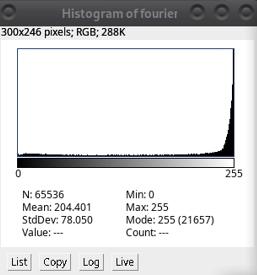 Histogram of fourier
300x246 pixels; RGB; 288K
0 255
N: 65536 Min: 0
Mean: 204.401 Max: 255
StdDev: 78.050 Mode: 255 (21657)
Value: --- Count: ---
List Copy Log Live